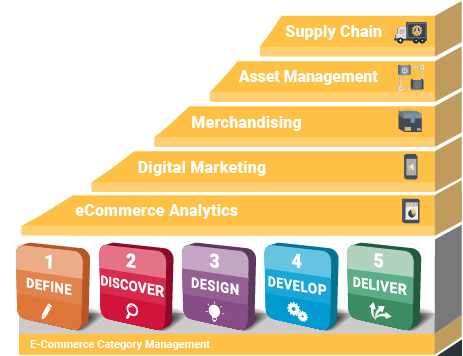 Supply Chain
Asset Management
Merchandising
Digital Marketing
eCommerce Analytics
1 2 3 4 5
DEFINE DISCOVER DESIGN DEVELOP DELIVER
E-Commerce Category Management